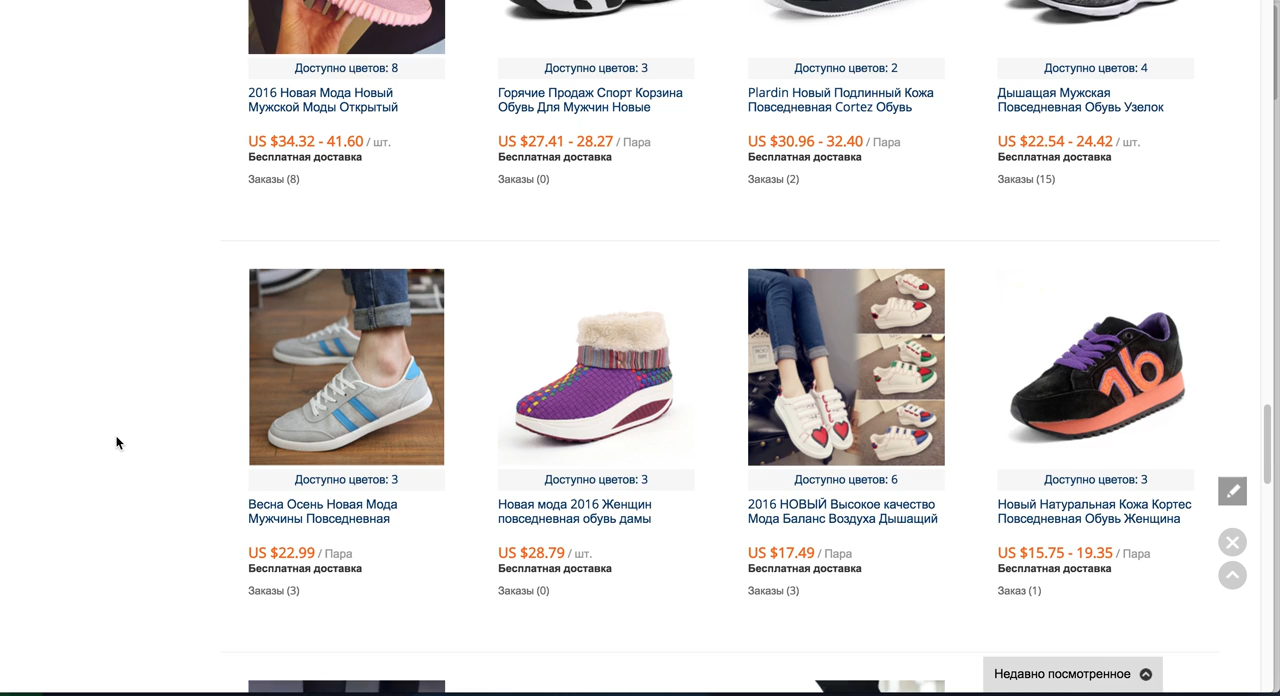 Доступно цветов: 8
Доступно цветов: 3
Доступно цветов: 2
Доступно цветов: 4
2016 Новая Мода Новый
Мужской Моды Открытый
Горячие Продаж Спорт Корзина
Обувь Для Мужчин Новые
Plardin Новый Подлинный Кожа
Повседневная Cortez Обувь
Дышащая Мужская
Повседневная Обувь Узелок
US $34.32 - 41.60 / шт.
Бесплатная доставка
Заказы (8)
US $27.41 - 28.27 / Пара
Бесплатная доставка
Заказы (0)
US $30.96 - 32.40 / Пара
Бесплатная доставка
Заказы (2)
US $22.54 - 24.42 / шт.
Бесплатная доставка
Заказы (15)
Доступно цветов: 3
Доступно цветов: 3
Доступно цветов: 6
Доступно цветов: 3
Весна Осень Новая Мода
Мужчины Повседневная
Новая мода 2016 Женщин
повседневная обувь дамы
2016 НОВЫЙ Высокое качество
Мода Баланс Воздуха Дышащий
Новый Натуральная Кожа Кортес
Повседневная Обувь Женщина
US $22.99 / Пара
Бесплатная доставка
Заказы (3)
US $28.79 / шт.
Бесплатная доставка
Заказы (0)
US $17.49 / Пара
Бесплатная доставка
Заказы (3)
US $15.75 - 19.35 / Пара
Бесплатная доставка
Заказ (1)
Недавно посмотренное